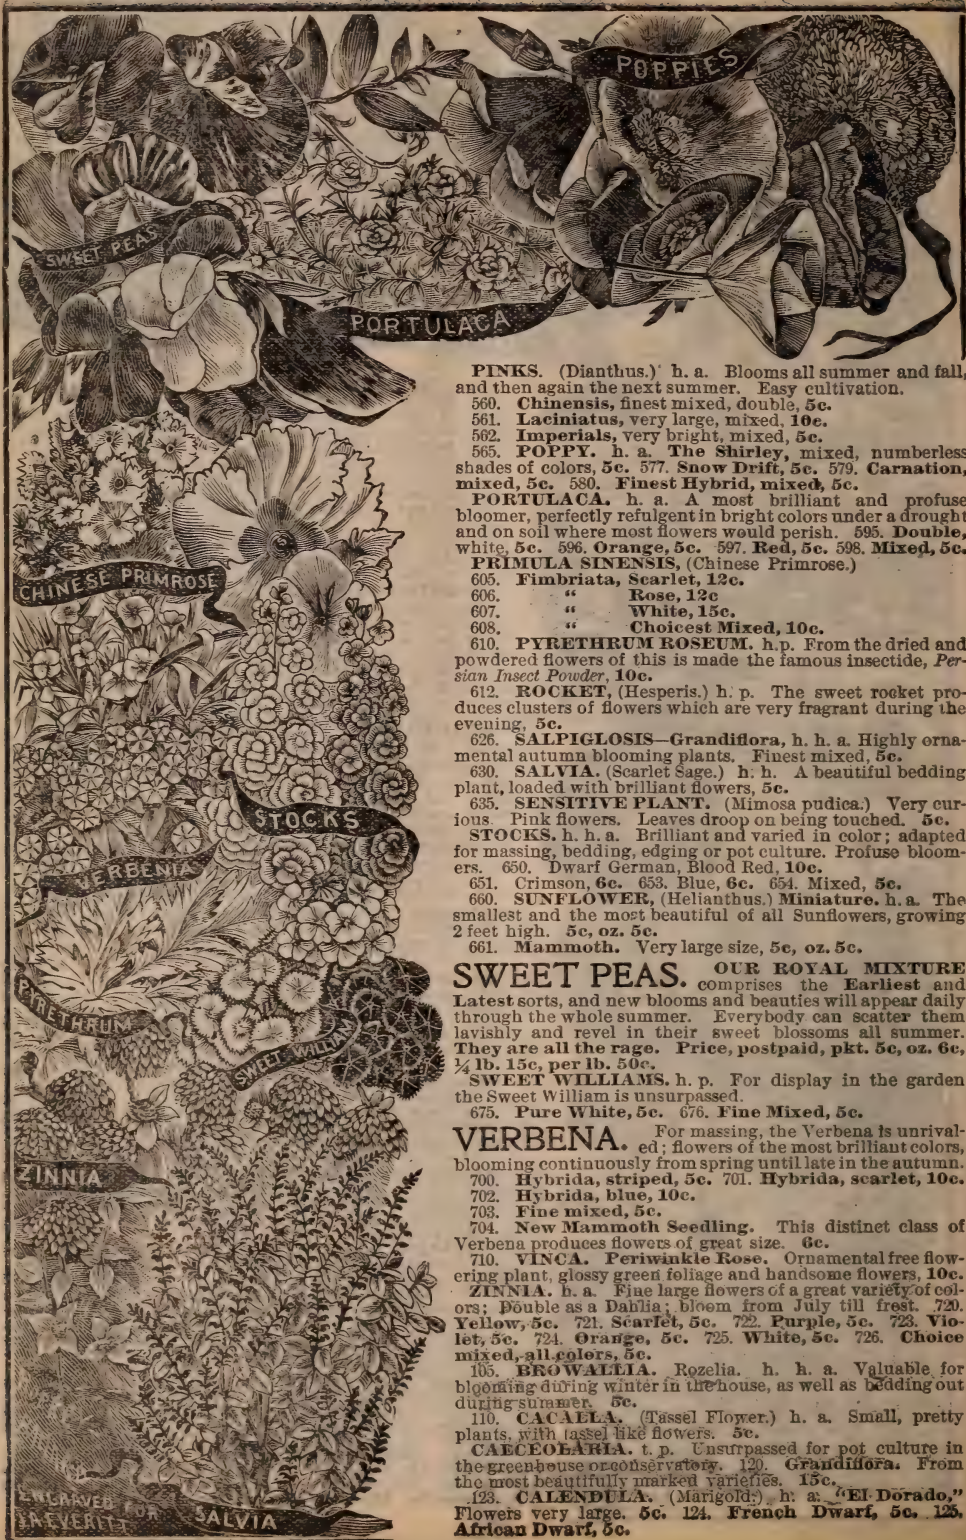 POPPIES
SWEET PEAS
PORTULACA
PINKS. (Dianthus.) h. a. Blooms all summer and fall,
and then again the next summer. Easy cultivation.
560. Chinensis, finest mixed, double, 5c.
561. Laciniatus, very large, mixed, 10c.
562. Imperials, very bright, mixed, 5c.
565. POPPY. h. a. The Shirley, mixed, numberless
shades of colors, 5c. 577. Snow Drift, 5c. 579. Carnation,
mixed, 5c. 580. Finest Hybrid, mixed, 5c.
PORTULACA. h. a. A most brilliant and profuse
bloomer, perfectly refulgent in bright colors under a drought
and on soil where most flowers would perish. 595. Double,
white, 5c. 596. Orange, 5c. 597. Red, 5c. 598. Mixed, 5c.
PRIMULA SINENSIS, (Chinese Primrose.)
605. Fimbriata, Scarlet, 12c.
606. " Rose, 12c
607. " White, 15c.
608. " Choicest Mixed, 10c.
610. PYRETHRUM ROSEUM. h.p. From the dried and
powdered flowers of this is made the famous insectide, Per-
sian Insect Powder, 10c.
612. ROCKET, (Hesperis.) h. p. The sweet rocket pro-
duces clusters of flowers which are very fragrant during the
evening, 5c.
626. SALPIGLOSIS—Grandiflora, h. h. a. Highly orna-
mental autumn blooming plants. Finest mixed, 5c.
630. SALVIA. (Scarlet Sage.) h. h. A beautiful bedding
plant, loaded with brilliant flowers, 5c.
635. SENSITIVE PLANT. (Mimosa pudica.) Very cur-
ious. Pink flowers. Leaves droop on being touched. 5c.
STOCKS. h. h. a. Brilliant and varied in color; adapted
for massing, bedding, edging or pot culture. Profuse bloom-
ers. 650. Dwarf German, Blood Red, 10c.
651. Crimson, 6c. 653. Blue, 6c. 654. Mixed, 5c.
660. SUNFLOWER, (Helianthus.) Miniature. h. a. The
smallest and the most beautiful of all Sunflowers, growing
2 feet high. 5c, oz. 5c.
661. Mammoth. Very large size, 5c, oz. 5c.
SWEET PEAS. OUR ROYAL MIXTURE
comprises the Earliest and
Latest sorts, and new blooms and beauties will appear daily
through the whole summer. Everybody can scatter them
lavishly and revel in their sweet blossoms all summer.
They are all the rage. Price, postpaid, pkt. 5c, oz. 6c,
¼ lb. 15c, per lb. 50c.
SWEET WILLIAMS. h. p. For display in the garden
the Sweet William is unsurpassed.
675. Pure White, 5c. 676. Fine Mixed, 5c.
VERBENA. For massing, the Verbena is unrival-
ed; flowers of the most brilliant colors,
blooming continuously from spring until late in the autumn.
700. Hybrida, striped, 5c. 701. Hybrida, scarlet, 10c.
702. Hybrida, blue, 10c.
703. Fine mixed, 5c.
704. New Mammoth Seedling. This distinct class of
Verbena produces flowers of great size. 6c.
710. VINCA. Periwinkle Rose. Ornamental free flow-
ering plant, glossy green foliage and handsome flowers, 10c.
ZINNIA. h. a. Fine large flowers of a great variety of col-
ors; Double as a Dahlia; bloom from July till frost. 720.
Yellow, 5c. 721. Scarlet, 5c. 722. Purple, 5c. 723. Vio-
let, 5c. 724. Orange, 5c. 725. White, 5c. 726. Choice
mixed, all colors, 5c.
105. BROWALLIA. Rozelia. h. h. a. Valuable for
blooming during winter in the house, as well as bedding out
during summer. 5c.
110. CACALLA. (Tassel Flower.) h. a. Small, pretty
plants, with tassel like flowers. 5c.
CAECEOLARIA. t. p. Unsurpassed for pot culture in
the greenhouse or conservatory. 120. Grandiflora. From
the most beautifully marked varieties. 15c.
123. CALENDULA. (Marigold.) h. a. "El Dorado,"
Flowers very large. 5c. 124. French Dwarf, 5c. 125.
African Dwarf, 5c.
CHINESE PRIMROSE
STOCKS
VERBENIA
PYRETHRUM
SWEET WILLIAM
ZINNIA
ENGRAVED FOR
J.A. EVERITT
SALVIA